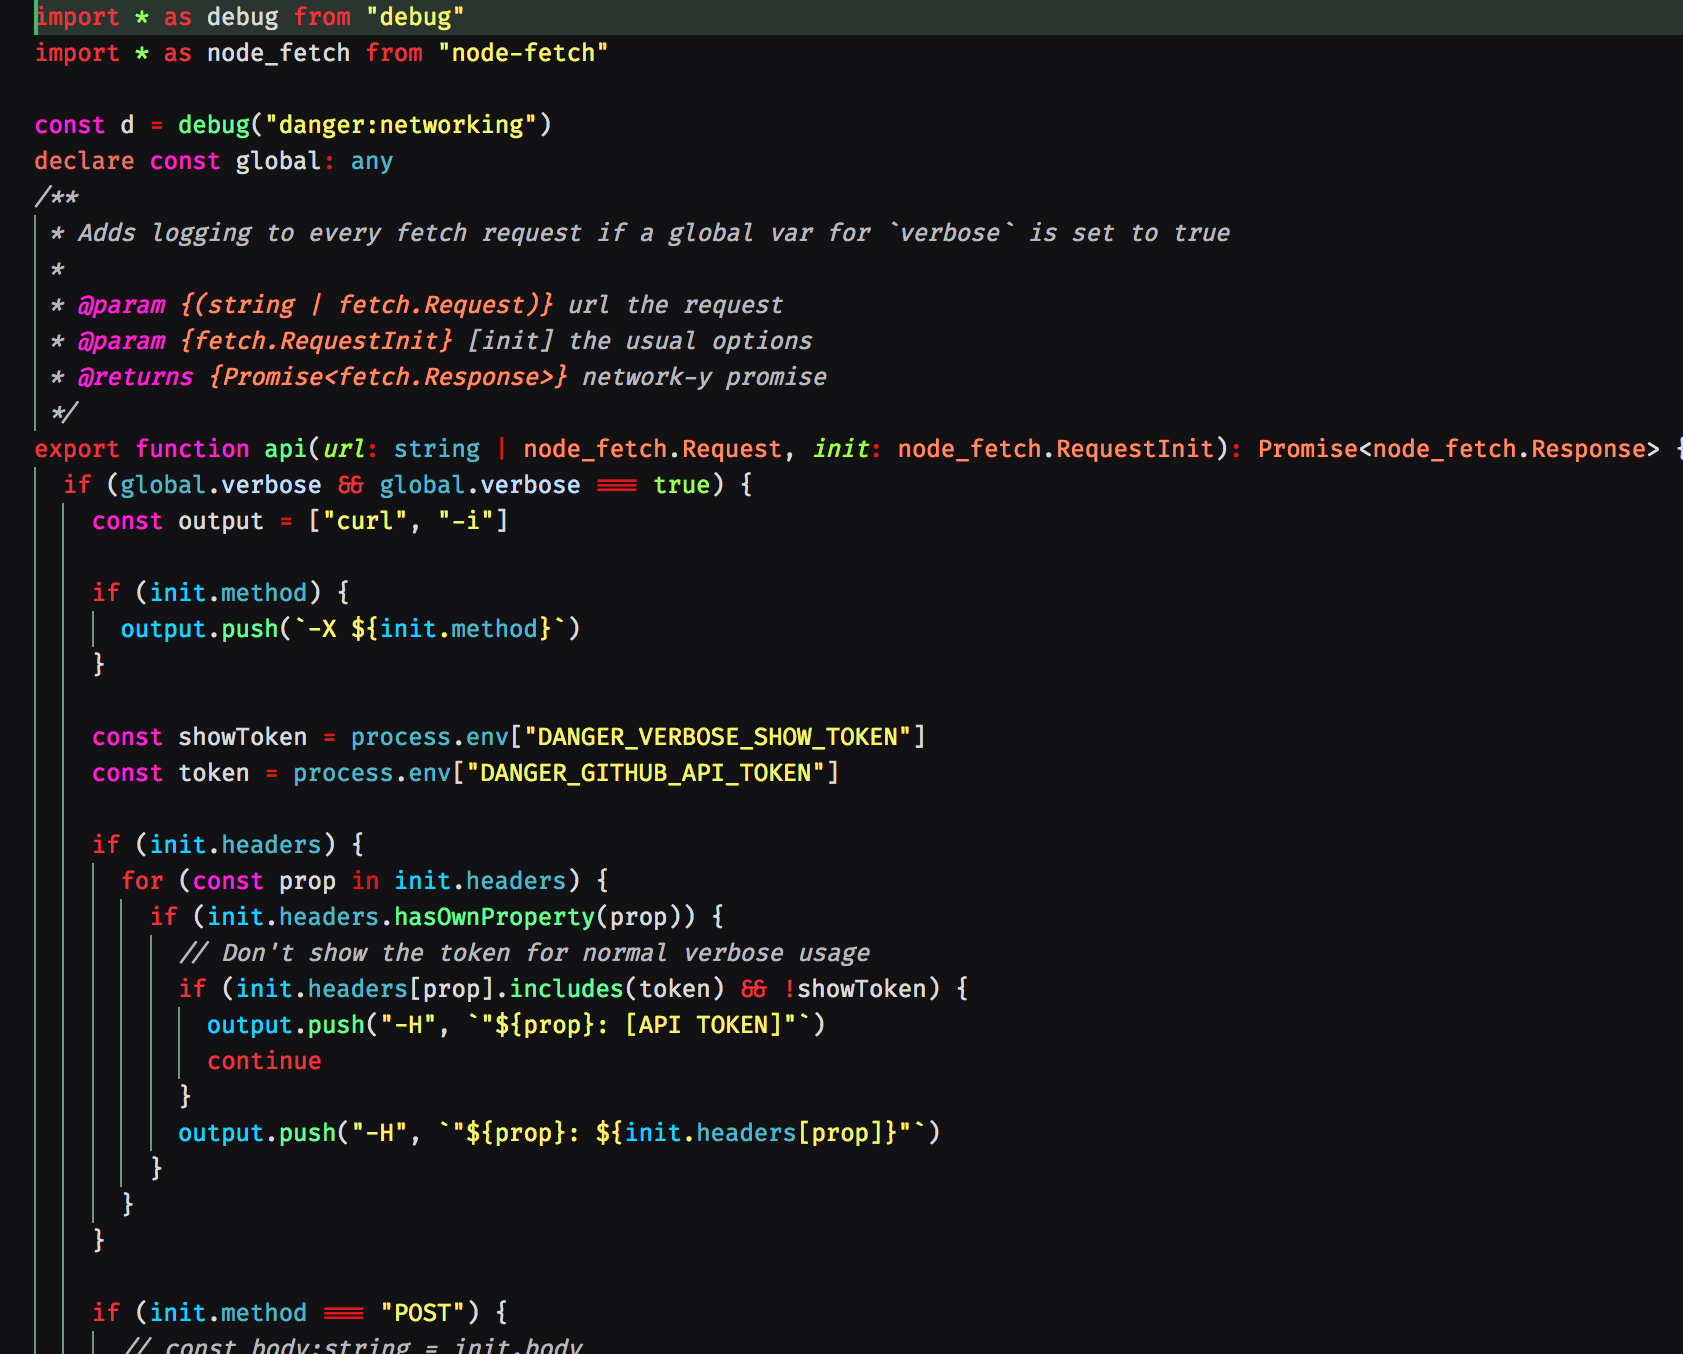 import * as debug from "debug"
import * as node_fetch from "node-fetch"
const d = debug("danger:networking")
declare const global: any
/**
* Adds logging to every fetch request if a global var for `verbose` is set to true
*
* @param {(string | fetch.Request)} url the request
* @param {fetch.RequestInit} [init] the usual options
* @returns {Promise<fetch.Response>} network-y promise
*/
export function api(url: string | node_fetch.Request, init: node_fetch.RequestInit): Promise<node_fetch.Response> {
if (global.verbose && global.verbose === true) {
const output = ["curl", "-i"]
if (init.method) {
output.push(`-X ${init.method}`)
}
const showToken = process.env["DANGER_VERBOSE_SHOW_TOKEN"]
const token = process.env["DANGER_GITHUB_API_TOKEN"]
if (init.headers) {
for (const prop in init.headers) {
if (init.headers.hasOwnProperty(prop)) {
// Don't show the token for normal verbose usage
if (init.headers[prop].includes(token) && !showToken) {
output.push("-H", `"${prop}: [API TOKEN]"`)
continue
}
output.push("-H", `"${prop}: ${init.headers[prop]}"`)
}
}
}
if (init.method === "POST") {
// const body:string = init.body